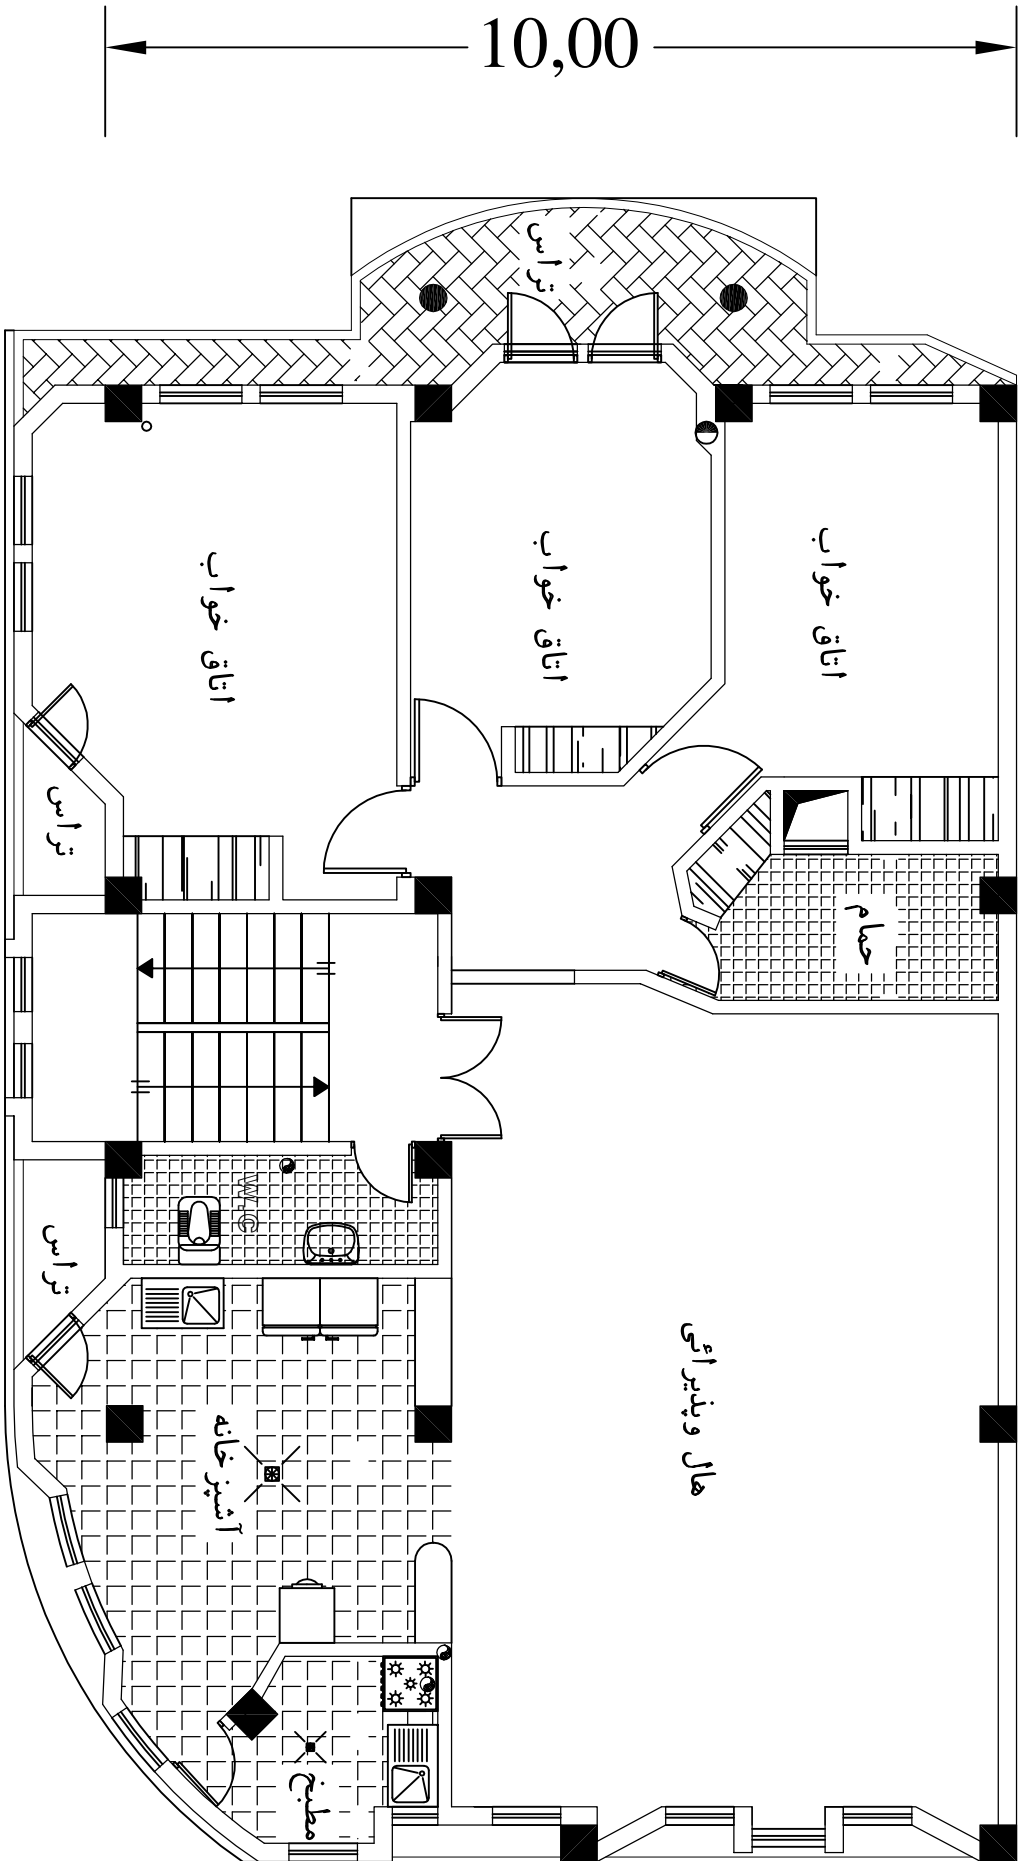 10,00
تراس
اتاق خواب
اتاق خواب
اتاق خواب
تراس
حمام
W.C
تراس
هال و پذیرائی
آشپزخانه
مطبخ